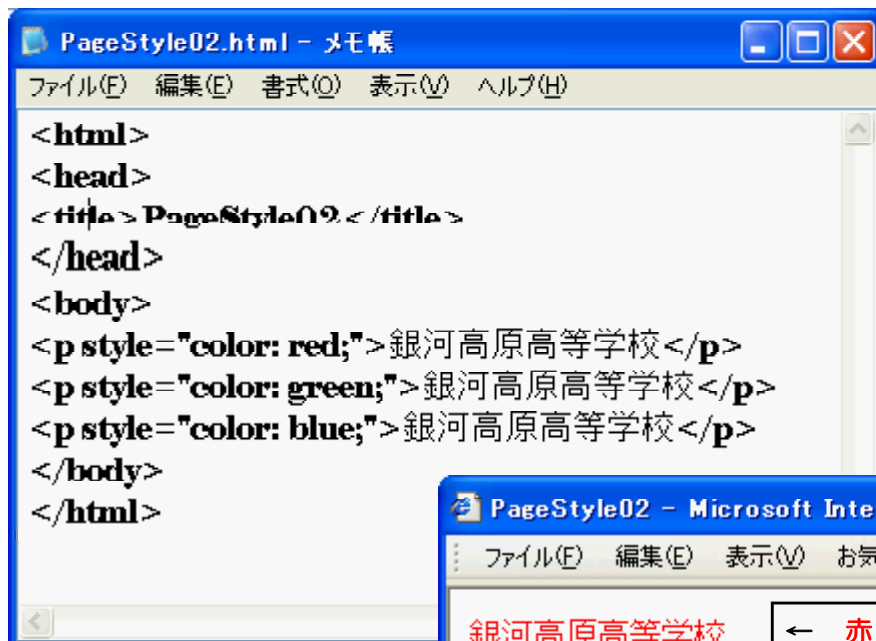 PageStyle02.html - メモ帳
ファイル(F) 編集(E) 書式(O) 表示(V) ヘルプ(H)
<html>
<head>
<title>PageStyle02</title>
</head>
<body>
<p style="color: red;">銀河高原高等学校</p>
<p style="color: green;">銀河高原高等学校</p>
<p style="color: blue;">銀河高原高等学校</p>
</body>
</html>
PageStyle02 - Microsoft Inte
ファイル(F) 編集(E) 表示(V) お気
銀河高原高等学校 ← 赤